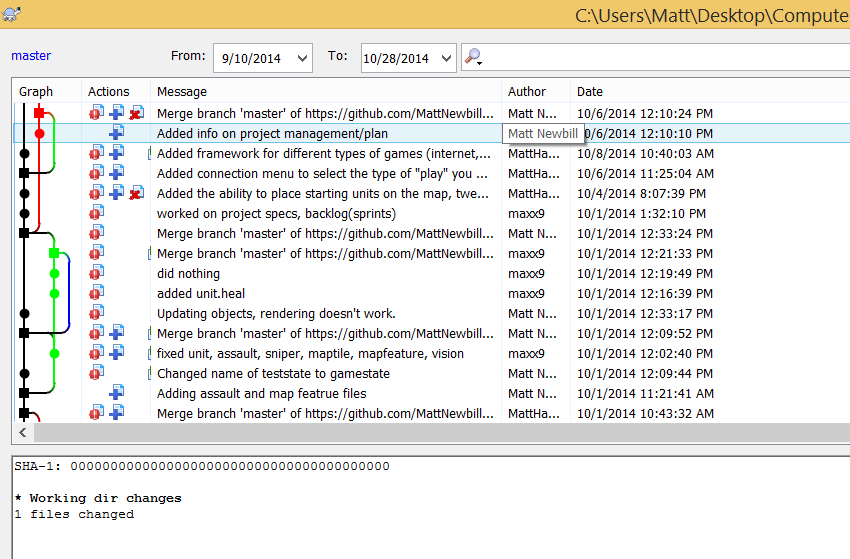 C:\Users\Matt\Desktop\Compute
master From: 9/10/2014 To: 10/28/2014
Graph Actions Message Author Date
Merge branch 'master' of https://github.com/MattNewbill... Matt N... 10/6/2014 12:10:24 PM
Added info on project management/plan Matt Newbill 0/6/2014 12:10:10 PM
Added framework for different types of games (internet,... MattHa... 10/8/2014 10:40:03 AM
Added connection menu to select the type of "play" you ... MattHa... 10/6/2014 11:25:04 AM
Added the ability to place starting units on the map, twe... MattHa... 10/4/2014 8:07:39 PM
worked on project specs, backlog(sprints) maxx9 10/1/2014 1:32:10 PM
Merge branch 'master' of https://github.com/MattNewbill... Matt N... 10/1/2014 12:33:24 PM
Merge branch 'master' of https://github.com/MattNewbill... maxx9 10/1/2014 12:21:33 PM
did nothing maxx9 10/1/2014 12:19:49 PM
added unit.heal maxx9 10/1/2014 12:16:39 PM
Updating objects, rendering doesn't work. Matt N... 10/1/2014 12:33:17 PM
Merge branch 'master' of https://github.com/MattNewbill... Matt N... 10/1/2014 12:09:52 PM
fixed unit, assault, sniper, maptile, mapfeature, vision maxx9 10/1/2014 12:02:40 PM
Changed name of teststate to gamestate Matt N... 10/1/2014 12:09:44 PM
Adding assault and map featrue files Matt N... 10/1/2014 11:21:41 AM
Merge branch 'master' of https://github.com/MattNewbill... MattHa... 10/1/2014 10:43:32 AM
SHA-1: 0000000000000000000000000000000000000000
* Working dir changes
1 files changed